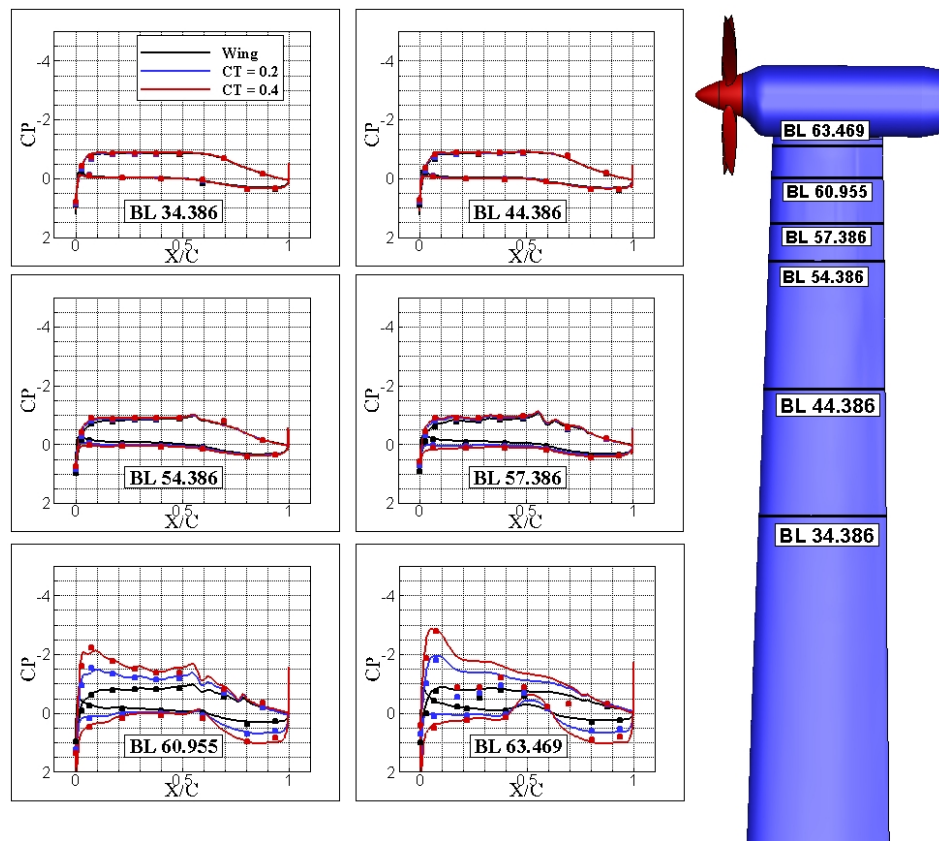 -4
-2
0
2
CP
Wing
CT = 0.2
CT = 0.4
BL 34.386
0
0.5
1
X/C
-4
-2
0
2
CP
BL 44.386
0
0.5
1
X/C
-4
-2
0
2
CP
BL 54.386
0
0.5
1
X/C
-4
-2
0
2
CP
BL 57.386
0
0.5
1
X/C
-4
-2
0
2
CP
BL 60.955
0
0.5
1
X/C
-4
-2
0
2
CP
BL 63.469
0
0.5
1
X/C
BL 63.469
BL 60.955
BL 57.386
BL 54.386
BL 44.386
BL 34.386